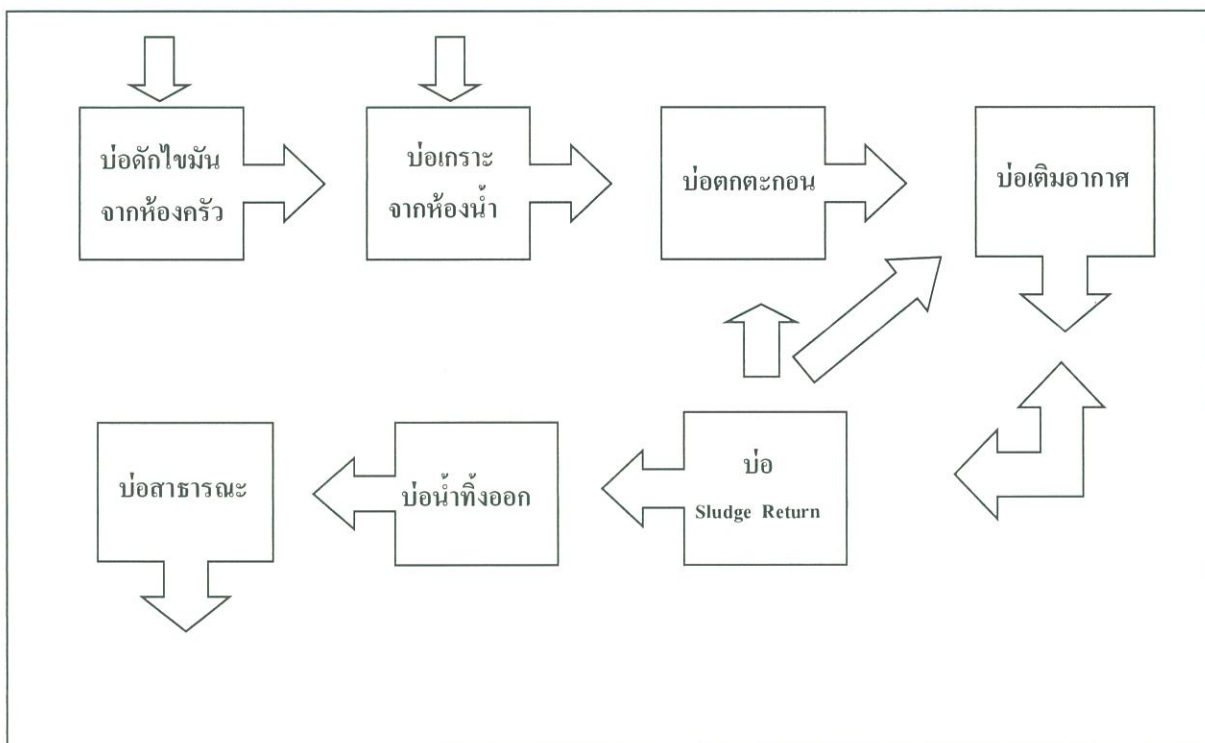 บ่อดักไขมัน
จากห้องครัว
บ่อเกราะ
จากห้องน้ำ
บ่อตกตะกอน
บ่อเติมอากาศ
บ่อสาธารณะ
บ่อน้ำทิ้งออก
บ่อ
Sludge Return